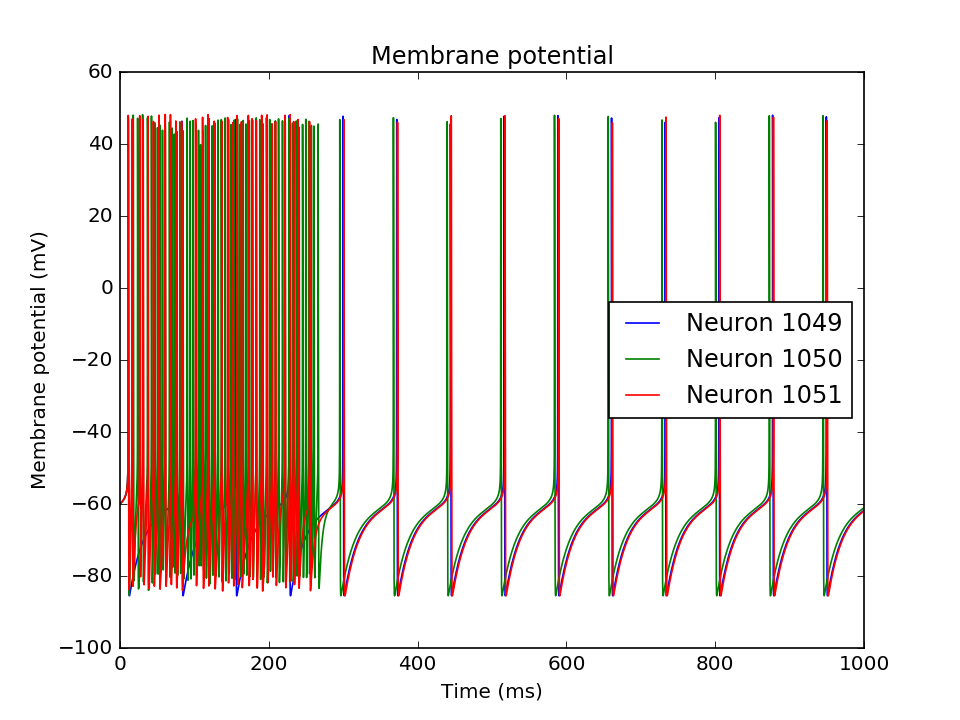 Membrane potential
60
40
20
0
−20
−40
−60
−80
−100
Membrane potential (mV)
Neuron 1049
Neuron 1050
Neuron 1051
0 200 400 600 800 1000
Time (ms)